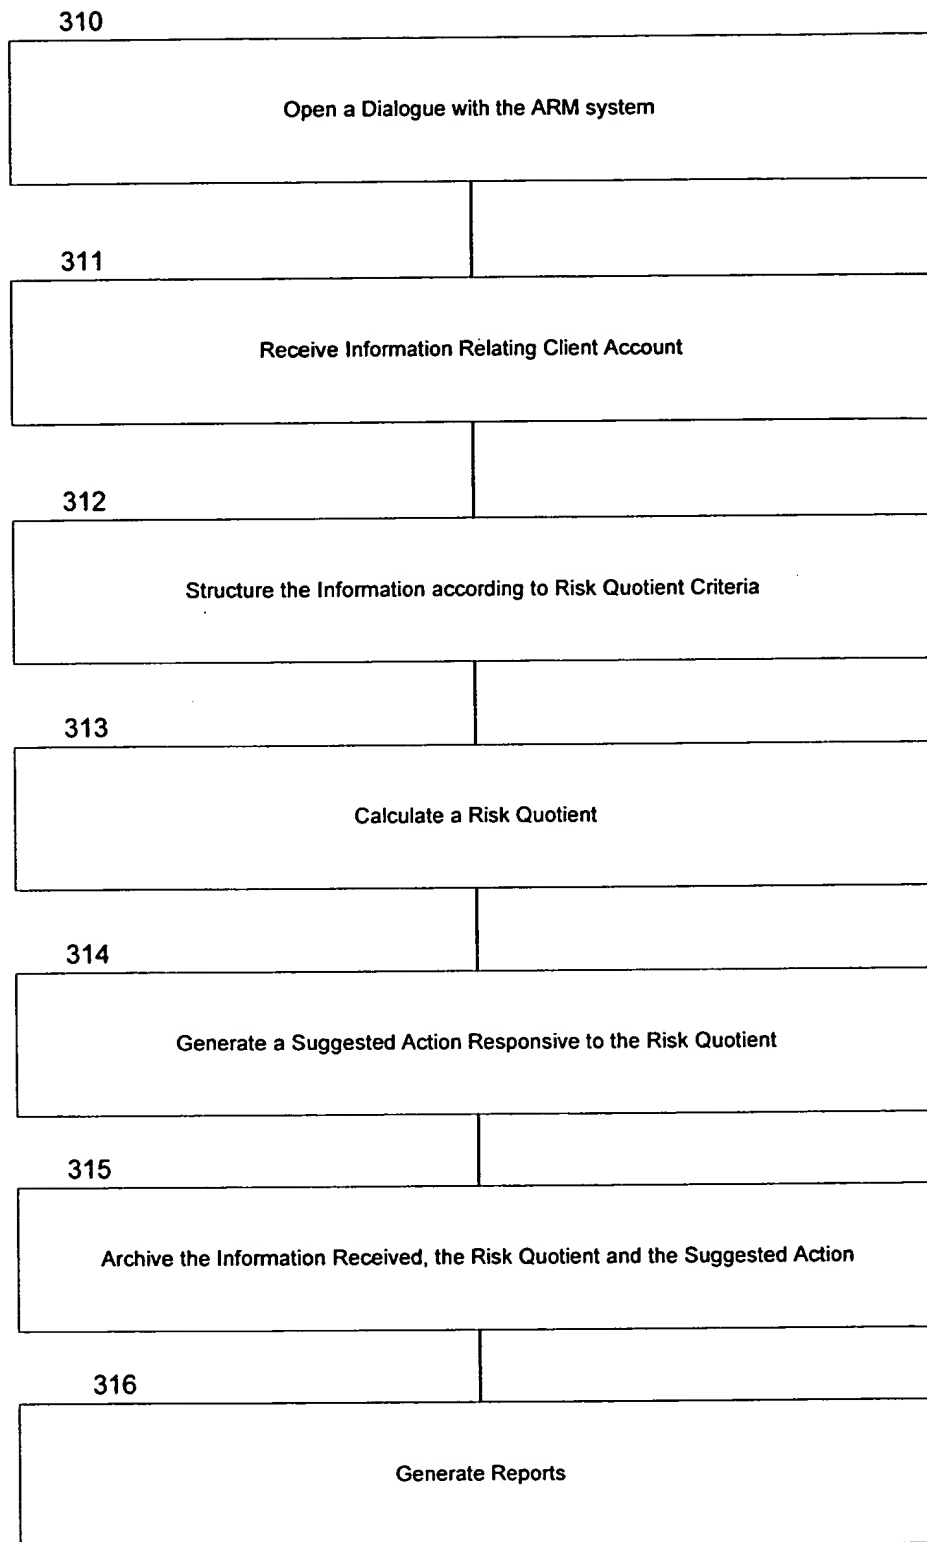 310
Open a Dialogue with the ARM system
311
Receive Information Relating Client Account
312
Structure the Information according to Risk Quotient Criteria
313
Calculate a Risk Quotient
314
Generate a Suggested Action Responsive to the Risk Quotient
315
Archive the Information Received, the Risk Quotient and the Suggested Action
316
Generate Reports